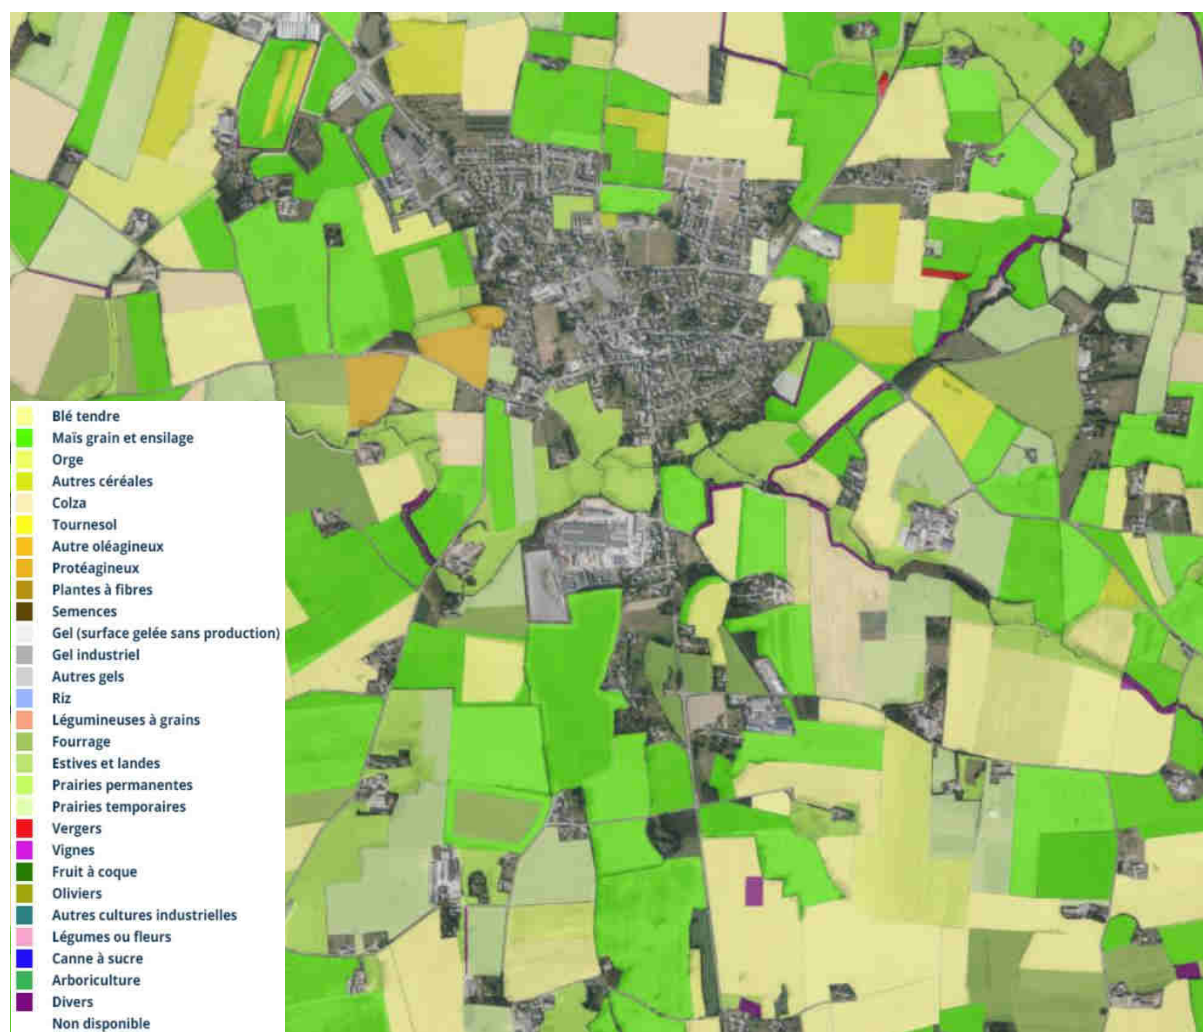 Blé tendre
Maïs grain et ensilage
Orge
Autres céréales
Colza
Tournesol
Autre oléagineux
Protéagineux
Plantes à fibres
Semences
Gel (surface gelée sans production)
Gel industriel
Autres gels
Riz
Légumineuses à grains
Fourrage
Estives et landes
Prairies permanentes
Prairies temporaires
Vergers
Vignes
Fruit à coque
Oliviers
Autres cultures industrielles
Légumes ou fleurs
Canne à sucre
Arboriculture
Divers
Non disponible